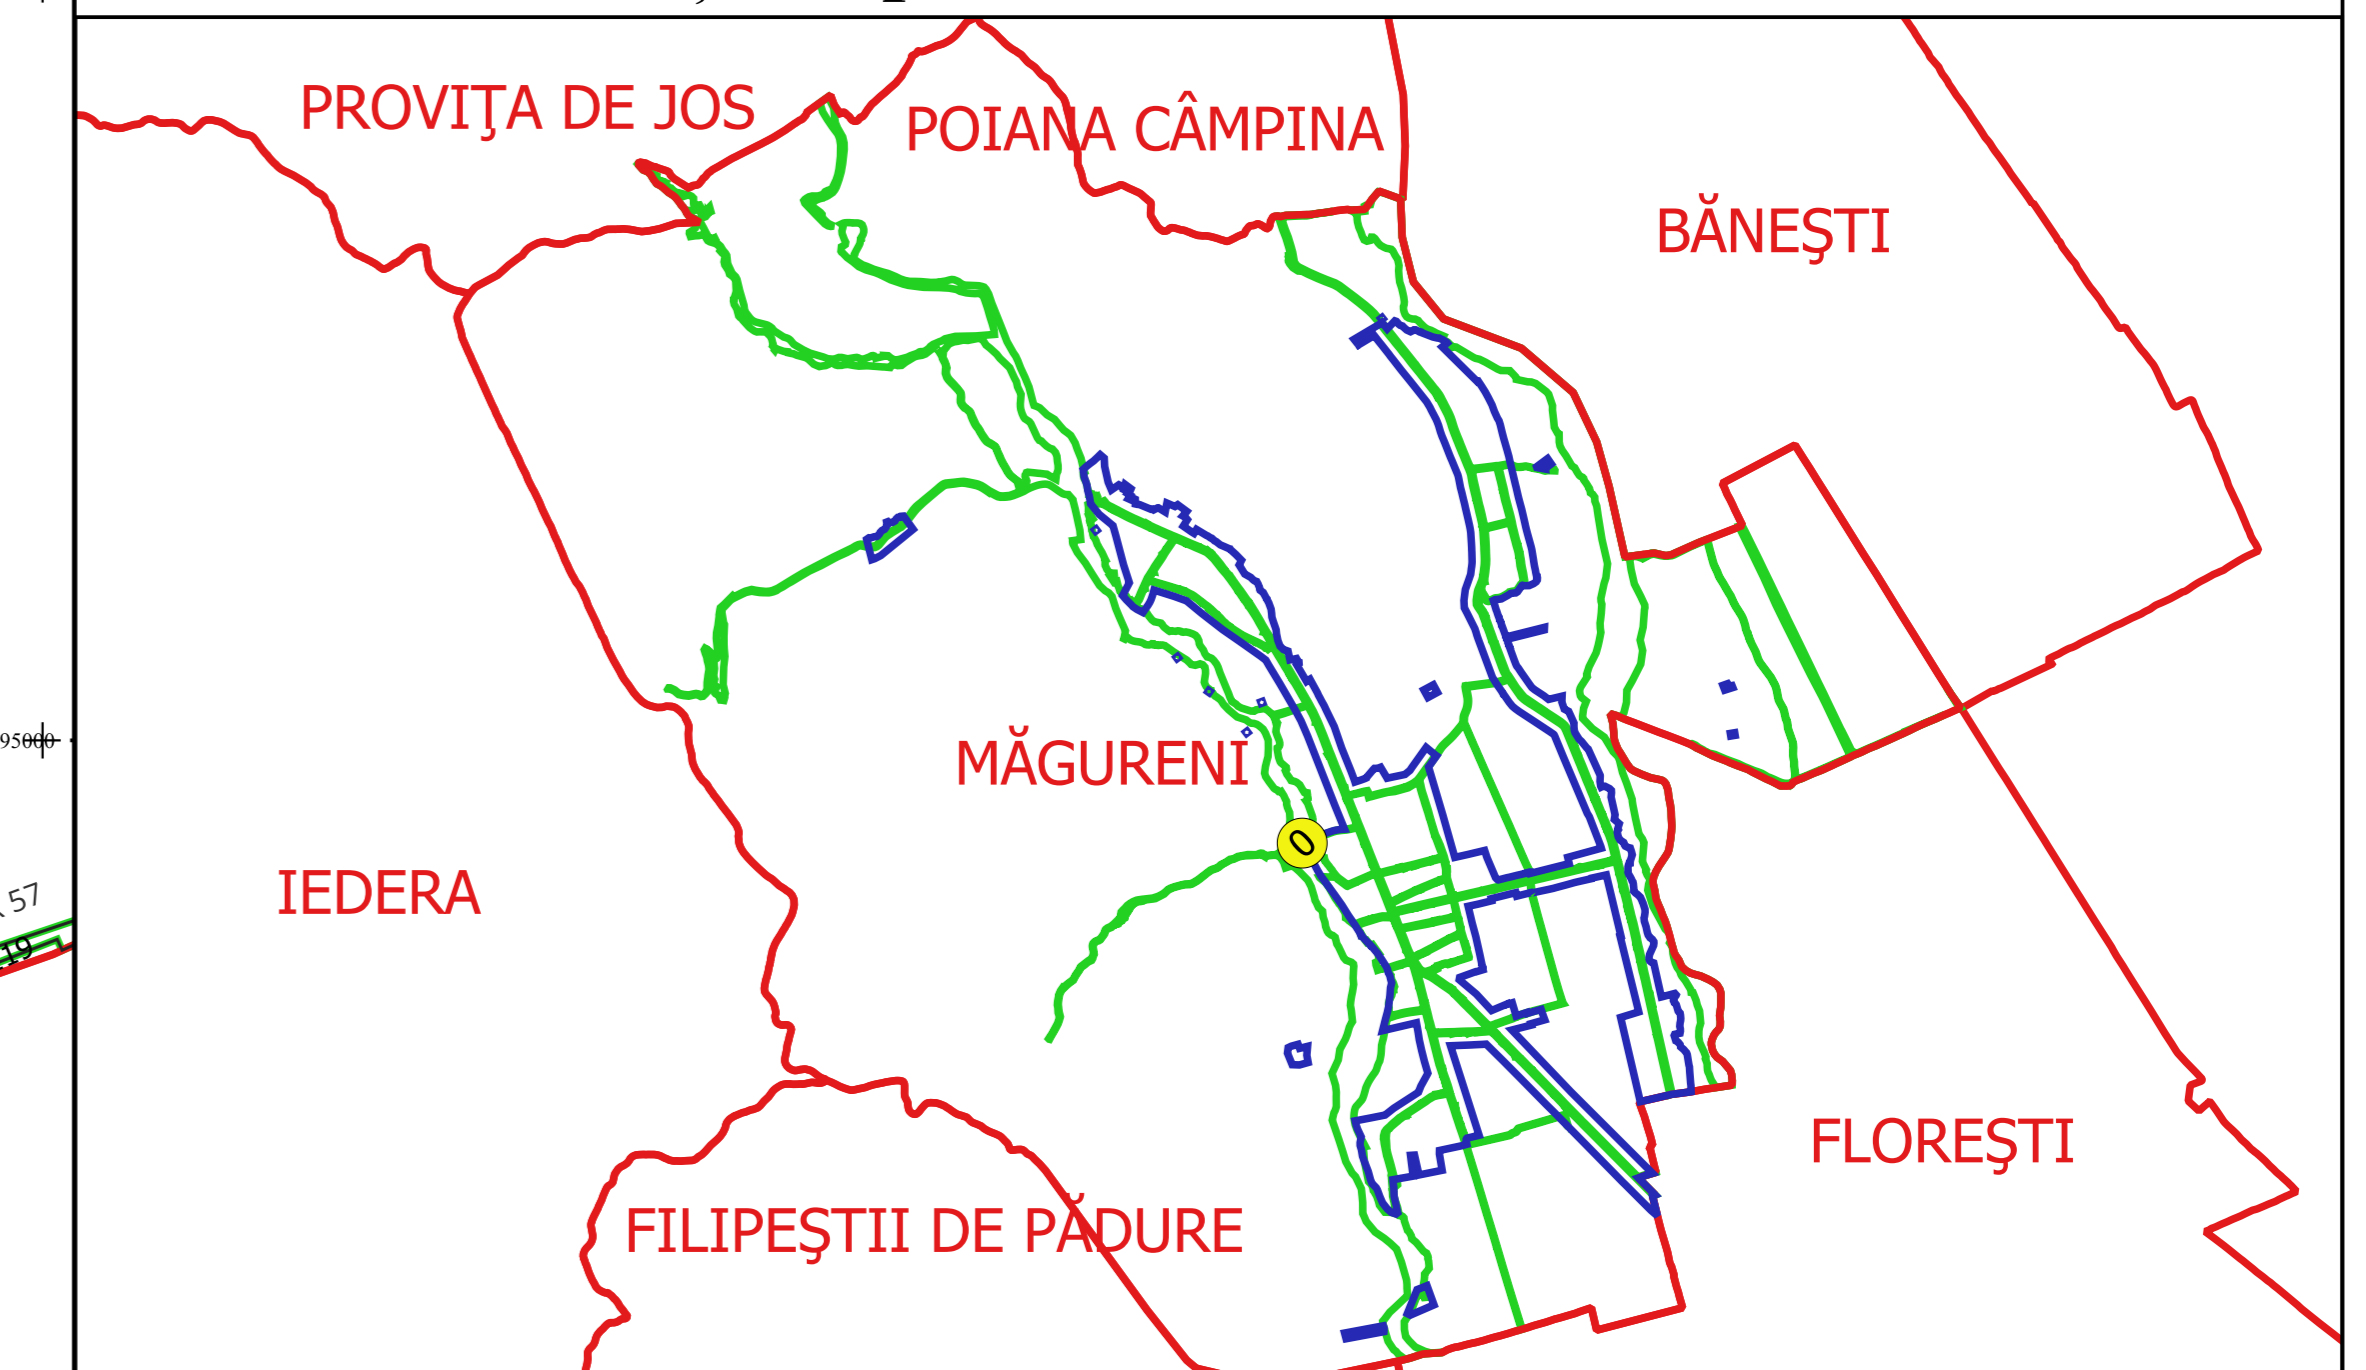 PROVIŢA DE JOS
POIANA CÂMPINA
BĂNEŞTI
MĂGURENI
95000
0
IEDERA
57
19
FLOREŞTI
FILIPEŞTII DE PĂDURE